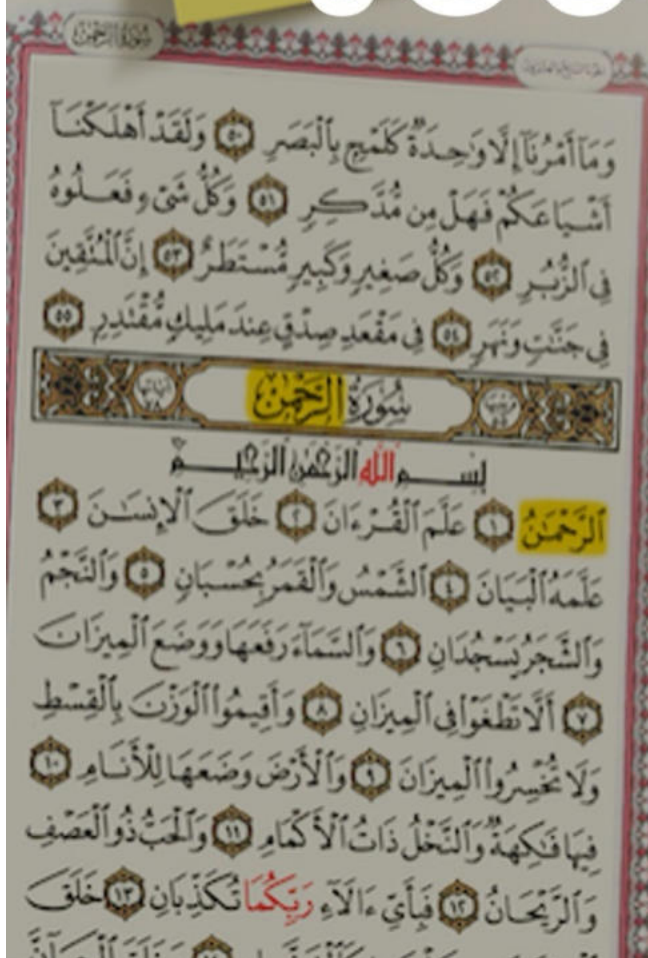 سُورَةُ الرَّحْمٰن
وَمَآ أَمْرُنَآ إِلَّا وَٰحِدَةٌ كَلَمْحٍۭ بِٱلْبَصَرِ ٥٠ وَلَقَدْ أَهْلَكْنَآ
أَشْيَاعَكُمْ فَهَلْ مِن مُّدَّكِرٍ ٥١ وَكُلُّ شَىْءٍ فَعَلُوهُ
فِى ٱلزُّبُرِ ٥٢ وَكُلُّ صَغِيرٍ وَكَبِيرٍ مُّسْتَطَرٌ ٥٣ إِنَّ ٱلْمُتَّقِينَ
فِى جَنَّٰتٍ وَنَهَرٍ ٥٤ فِى مَقْعَدِ صِدْقٍ عِندَ مَلِيكٍ مُّقْتَدِرٍۭ ٥٥
سُورَةُ الرَّحْمٰن
بِسْمِ ٱللَّهِ ٱلرَّحْمَٰنِ ٱلرَّحِيمِ
ٱلرَّحْمَٰنُ ١ عَلَّمَ ٱلْقُرْءَانَ ٢ خَلَقَ ٱلْإِنسَٰنَ ٣
عَلَّمَهُ ٱلْبَيَانَ ٤ ٱلشَّمْسُ وَٱلْقَمَرُ بِحُسْبَانٍ ٥ وَٱلنَّجْمُ
وَٱلشَّجَرُ يَسْجُدَانِ ٦ وَٱلسَّمَآءَ رَفَعَهَا وَوَضَعَ ٱلْمِيزَانَ
٧ أَلَّا تَطْغَوْا۟ فِى ٱلْمِيزَانِ ٨ وَأَقِيمُوا۟ ٱلْوَزْنَ بِٱلْقِسْطِ
وَلَا تُخْسِرُوا۟ ٱلْمِيزَانَ ٩ وَٱلْأَرْضَ وَضَعَهَا لِلْأَنَامِ ١٠
فِيهَا فَٰكِهَةٌ وَٱلنَّخْلُ ذَاتُ ٱلْأَكْمَامِ ١١ وَٱلْحَبُّ ذُو ٱلْعَصْفِ
وَٱلرَّيْحَانُ ١٢ فَبِأَىِّ ءَالَآءِ رَبِّكُمَا تُكَذِّبَانِ ١٣ خَلَقَ